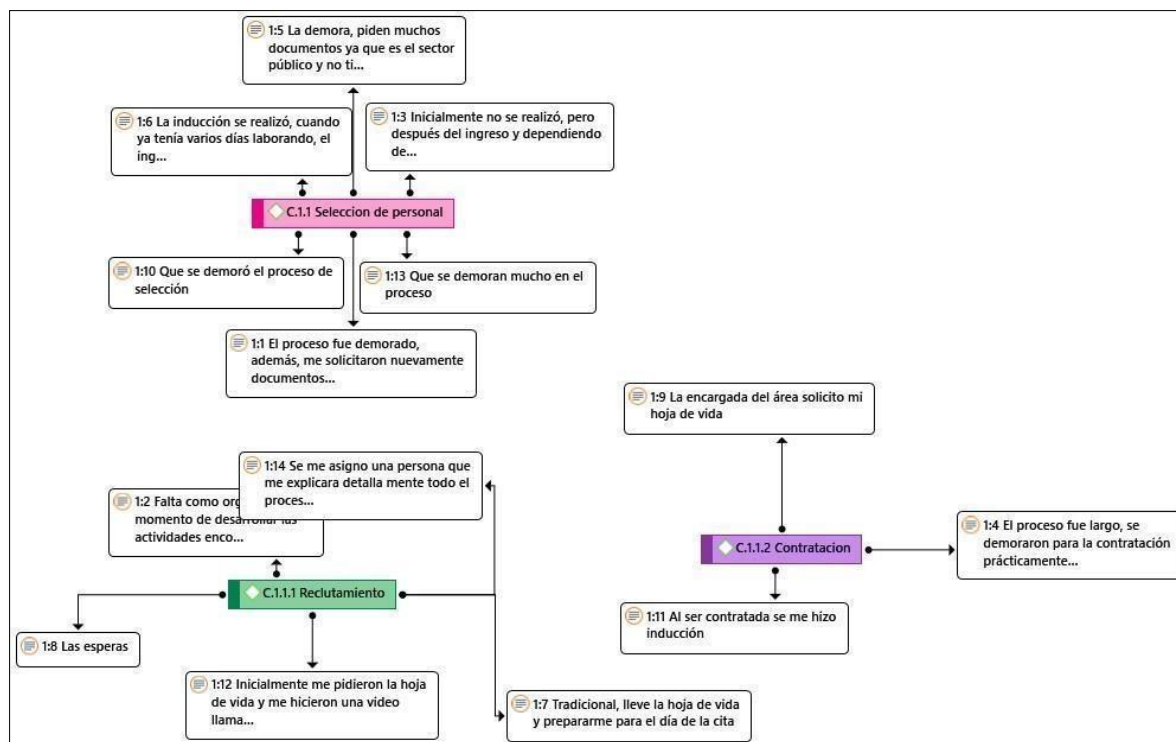 1:5 La demora, piden muchos
documentos ya que es el sector
público y no ti...
1:6 La inducción se realizó, cuando
ya tenía varios días laborando, el
ing...
1:3 Inicialmente no se realizó, pero
después del ingreso y dependiendo
de...
C.1.1 Seleccion de personal
1:10 Que se demoró el proceso de
selección
1:13 Que se demoran mucho en el
proceso
1:1 El proceso fue demorado,
además, me solicitaron nuevamente
documentos...
1:9 La encargada del área solicito mi
hoja de vida
1:14 Se me asigno una persona que
me explicara detalla mente todo el
proces...
1:2 Falta como
momento de desarrollar las
actividades enco...
C.1.1.2 Contratacion
1:4 El proceso fue largo, se
demoraron para la contratación
prácticamente...
C.1.1.1 Reclutamiento
1:11 Al ser contratada se me hizo
inducción
1:8 Las esperas
1:12 Inicialmente me pidieron la hoja
de vida y me hicieron una video
llama...
1:7 Tradicional, lleve la hoja de vida
y prepararme para el día de la cita